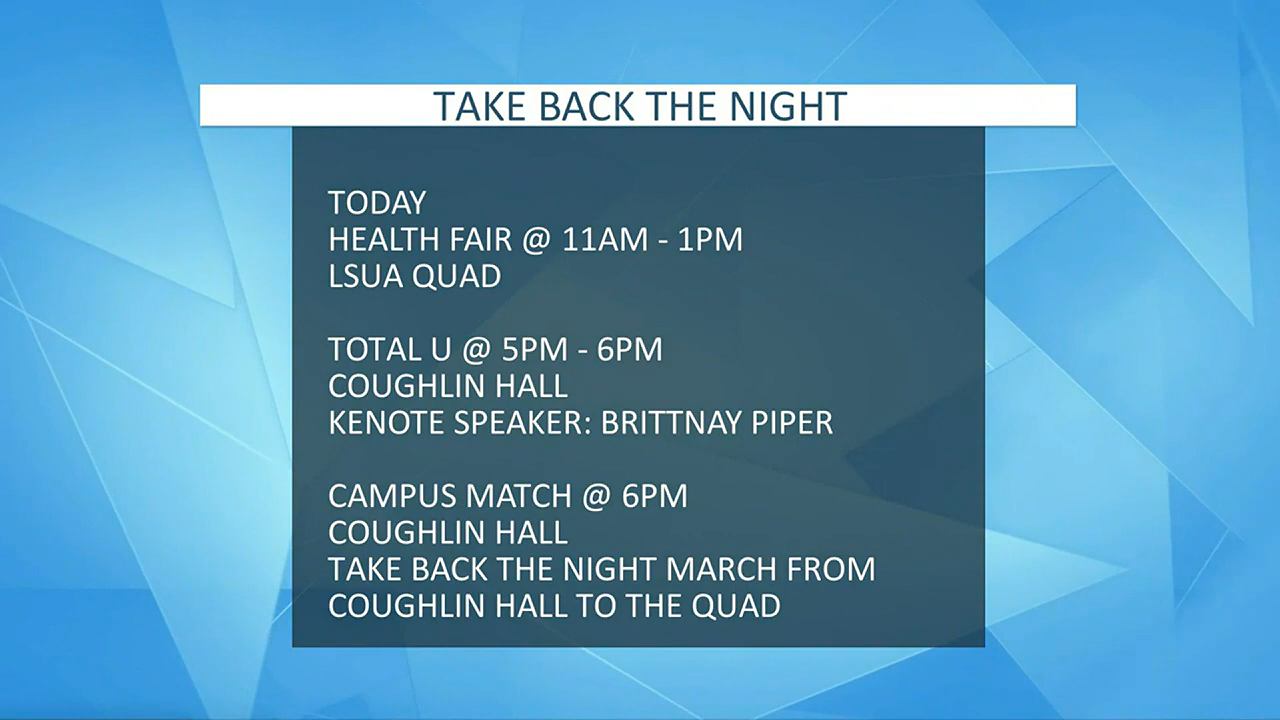 TAKE BACK THE NIGHT
TODAY
HEALTH FAIR @ 11AM - 1PM
LSUA QUAD
TOTAL U @ 5PM - 6PM
COUGHLIN HALL
KENOTE SPEAKER: BRITTNAY PIPER
CAMPUS MATCH @ 6PM
COUGHLIN HALL
TAKE BACK THE NIGHT MARCH FROM
COUGHLIN HALL TO THE QUAD